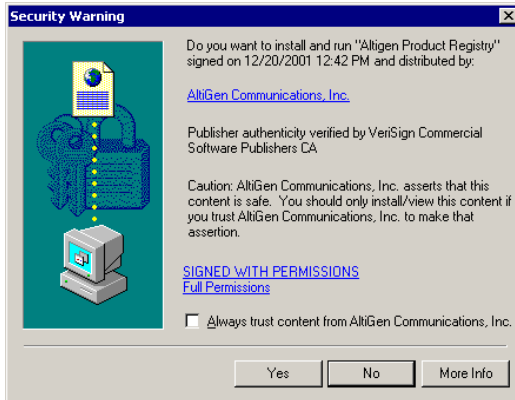 Security Warning
Do you want to install and run "Altigen Product Registry"
signed on 12/20/2001 12:42 PM and distributed by:
AltiGen Communications, Inc.
Publisher authenticity verified by VeriSign Commercial
Software Publishers CA
Caution: AltiGen Communications, Inc. asserts that this
content is safe. You should only install/view this content if
you trust AltiGen Communications, Inc. to make that
assertion.
SIGNED WITH PERMISSIONS
Full Permissions
Always trust content from AltiGen Communications, Inc.
Yes No More Info